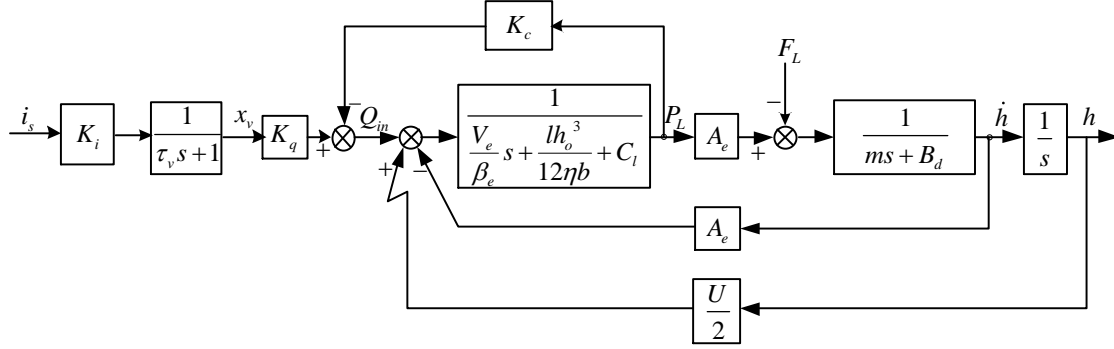 K_c
F_L
i_s
K_i
1
τ_v s+1
x_v
K_q
+
−
Q_in
+
−
1
V_e/β_e s + lh_o^3/12ηb + C_l
P_L
A_e
−
+
1
ms + B_d
ḣ
1
s
h
A_e
U
2